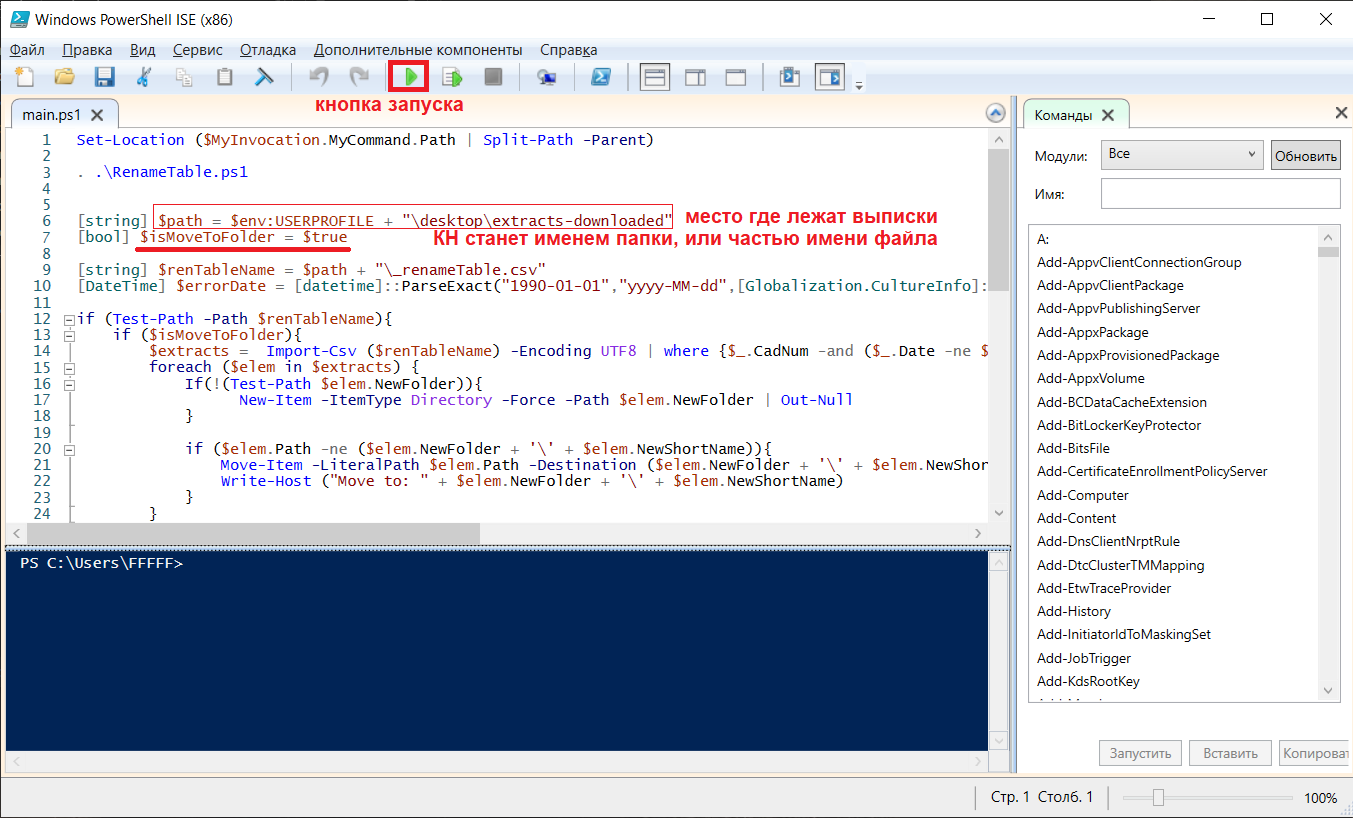 Windows PowerShell ISE (x86)
Файл Правка Вид Сервис Отладка Дополнительные компоненты Справка
кнопка запуска
main.ps1
1 Set-Location ($MyInvocation.MyCommand.Path | Split-Path -Parent)
2
3 . .\RenameTable.ps1
4
5
6 [string] $path = $env:USERPROFILE + "\desktop\extracts-downloaded" место где лежат выписки
7 [bool] $isMoveToFolder = $true КН станет именем папки, или частью имени файла
8
9 [string] $renTableName = $path + "\_renameTable.csv"
10 [DateTime] $errorDate = [datetime]::ParseExact("1990-01-01","yyyy-MM-dd",[Globalization.CultureInfo]:
11
12 if (Test-Path -Path $renTableName){
13 if ($isMoveToFolder){
14 $extracts = Import-Csv ($renTableName) -Encoding UTF8 | where {$_.CadNum -and ($_.Date -ne $
15 foreach ($elem in $extracts) {
16 If(!(Test-Path $elem.NewFolder)){
17 New-Item -ItemType Directory -Force -Path $elem.NewFolder | Out-Null
18 }
19
20 if ($elem.Path -ne ($elem.NewFolder + '\' + $elem.NewShortName)){
21 Move-Item -LiteralPath $elem.Path -Destination ($elem.NewFolder + '\' + $elem.NewShor
22 Write-Host ("Move to: " + $elem.NewFolder + '\' + $elem.NewShortName)
23 }
24 }
PS C:\Users\FFFFF>
Команды
Модули: Все Обновить
Имя:
A:
Add-AppvClientConnectionGroup
Add-AppvClientPackage
Add-AppvPublishingServer
Add-AppxPackage
Add-AppxProvisionedPackage
Add-AppxVolume
Add-BCDataCacheExtension
Add-BitLockerKeyProtector
Add-BitsFile
Add-CertificateEnrollmentPolicyServer
Add-Computer
Add-Content
Add-DnsClientNrptRule
Add-DtcClusterTMMapping
Add-EtwTraceProvider
Add-History
Add-InitiatorIdToMaskingSet
Add-JobTrigger
Add-KdsRootKey
Запустить Вставить Копироват
Стр. 1 Столб. 1 100%